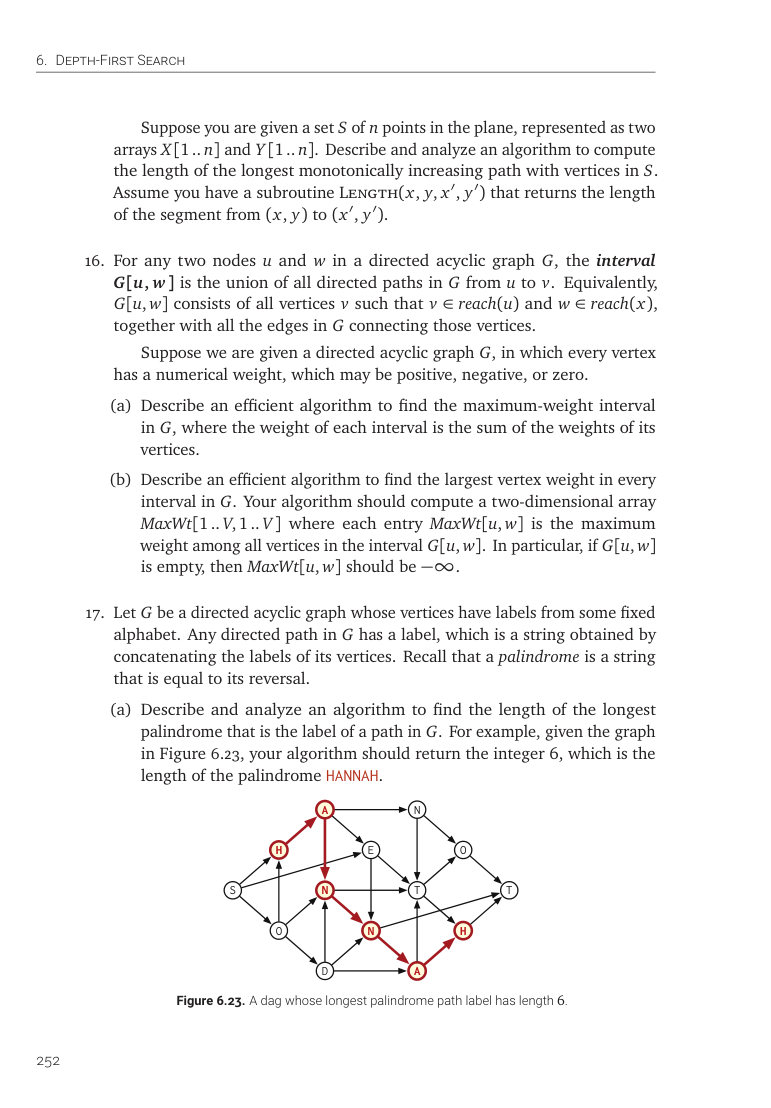 6. DEPTH-FIRST SEARCH
Suppose you are given a set S of n points in the plane, represented as two
arrays X[1 .. n] and Y[1 .. n]. Describe and analyze an algorithm to compute
the length of the longest monotonically increasing path with vertices in S.
Assume you have a subroutine LENGTH(x, y, x′, y′) that returns the length
of the segment from (x, y) to (x′, y′).
16. For any two nodes u and w in a directed acyclic graph G, the interval
G[u, w] is the union of all directed paths in G from u to v. Equivalently,
G[u, w] consists of all vertices v such that v ∈ reach(u) and w ∈ reach(x),
together with all the edges in G connecting those vertices.
Suppose we are given a directed acyclic graph G, in which every vertex
has a numerical weight, which may be positive, negative, or zero.
(a) Describe an efficient algorithm to find the maximum-weight interval
in G, where the weight of each interval is the sum of the weights of its
vertices.
(b) Describe an efficient algorithm to find the largest vertex weight in every
interval in G. Your algorithm should compute a two-dimensional array
MaxWt[1 .. V, 1 .. V] where each entry MaxWt[u, w] is the maximum
weight among all vertices in the interval G[u, w]. In particular, if G[u, w]
is empty, then MaxWt[u, w] should be −∞.
17. Let G be a directed acyclic graph whose vertices have labels from some fixed
alphabet. Any directed path in G has a label, which is a string obtained by
concatenating the labels of its vertices. Recall that a palindrome is a string
that is equal to its reversal.
(a) Describe and analyze an algorithm to find the length of the longest
palindrome that is the label of a path in G. For example, given the graph
in Figure 6.23, your algorithm should return the integer 6, which is the
length of the palindrome HANNAH.
A N
H E O
S N T T
O N H
D A
Figure 6.23. A dag whose longest palindrome path label has length 6.
252